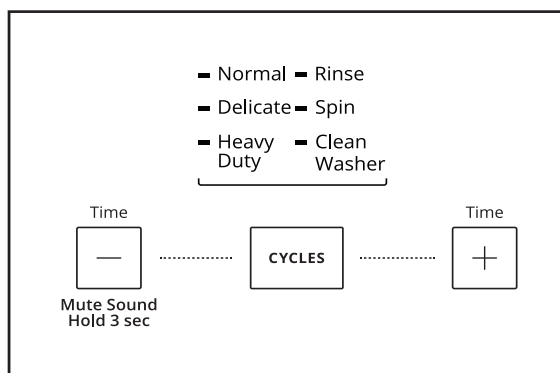 Normal
Rinse
Delicate
Spin
Heavy
Duty
Clean
Washer
Time
Time
CYCLES
Mute Sound
Hold 3 sec